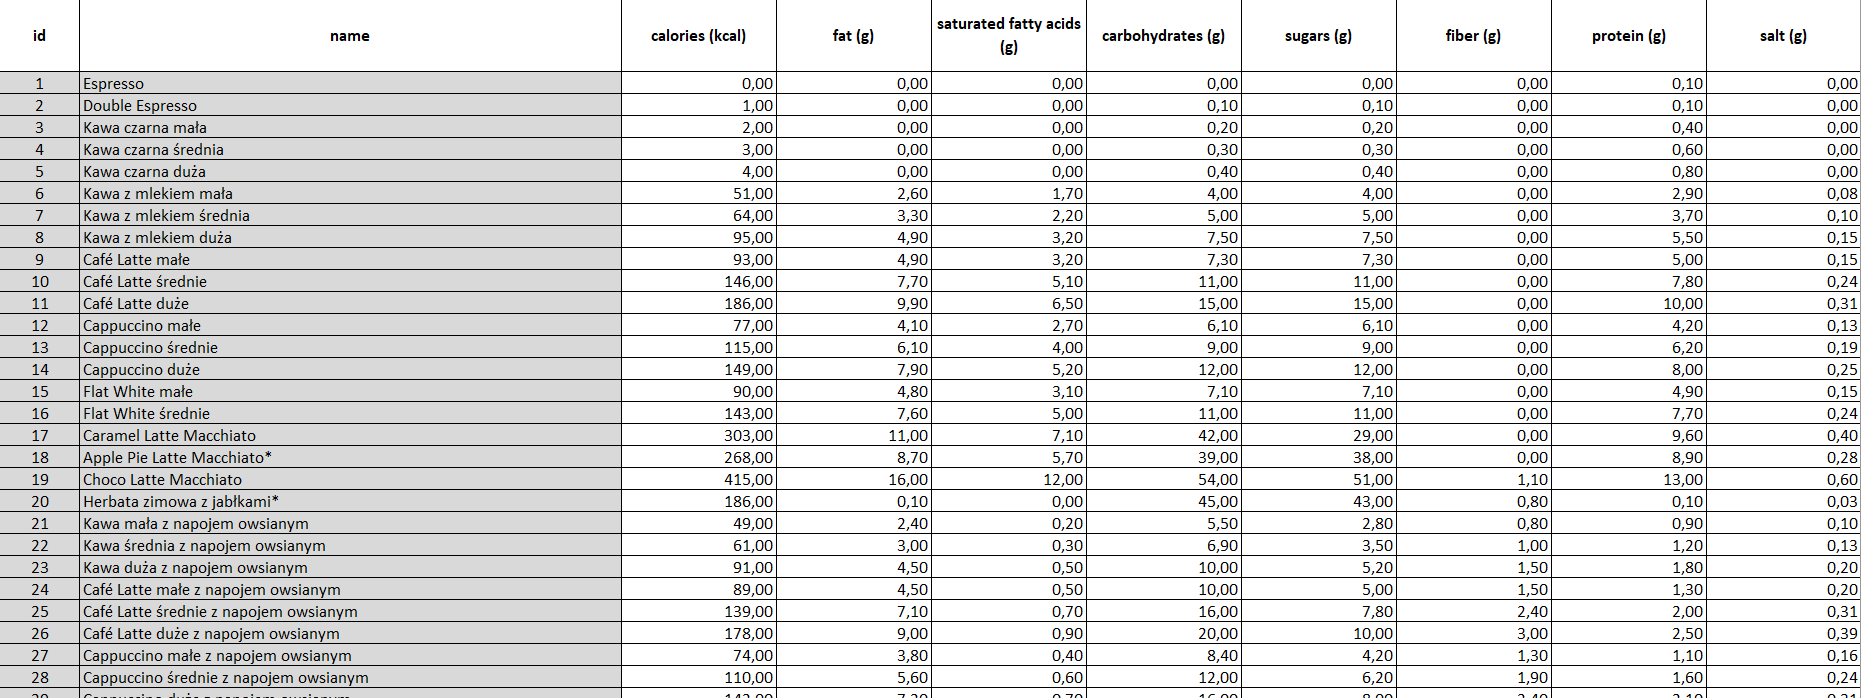 id name calories (kcal) fat (g) saturated fatty acids (g) carbohydrates (g) sugars (g) fiber (g) protein (g) salt (g)
1 Espresso 0,00 0,00 0,00 0,00 0,00 0,00 0,10 0,00
2 Double Espresso 1,00 0,00 0,00 0,10 0,10 0,00 0,10 0,00
3 Kawa czarna mała 2,00 0,00 0,00 0,20 0,20 0,00 0,40 0,00
4 Kawa czarna średnia 3,00 0,00 0,00 0,30 0,30 0,00 0,60 0,00
5 Kawa czarna duża 4,00 0,00 0,00 0,40 0,40 0,00 0,80 0,00
6 Kawa z mlekiem mała 51,00 2,60 1,70 4,00 4,00 0,00 2,90 0,08
7 Kawa z mlekiem średnia 64,00 3,30 2,20 5,00 5,00 0,00 3,70 0,10
8 Kawa z mlekiem duża 95,00 4,90 3,20 7,50 7,50 0,00 5,50 0,15
9 Café Latte małe 93,00 4,90 3,20 7,30 7,30 0,00 5,00 0,15
10 Café Latte średnie 146,00 7,70 5,10 11,00 11,00 0,00 7,80 0,24
11 Café Latte duże 186,00 9,90 6,50 15,00 15,00 0,00 10,00 0,31
12 Cappuccino małe 77,00 4,10 2,70 6,10 6,10 0,00 4,20 0,13
13 Cappuccino średnie 115,00 6,10 4,00 9,00 9,00 0,00 6,20 0,19
14 Cappuccino duże 149,00 7,90 5,20 12,00 12,00 0,00 8,00 0,25
15 Flat White małe 90,00 4,80 3,10 7,10 7,10 0,00 4,90 0,15
16 Flat White średnie 143,00 7,60 5,00 11,00 11,00 0,00 7,70 0,24
17 Caramel Latte Macchiato 303,00 11,00 7,10 42,00 29,00 0,00 9,60 0,40
18 Apple Pie Latte Macchiato* 268,00 8,70 5,70 39,00 38,00 0,00 8,90 0,28
19 Choco Latte Macchiato 415,00 16,00 12,00 54,00 51,00 1,10 13,00 0,60
20 Herbata zimowa z jabłkami* 186,00 0,10 0,00 45,00 43,00 0,80 0,10 0,03
21 Kawa mała z napojem owsianym 49,00 2,40 0,20 5,50 2,80 0,80 0,90 0,10
22 Kawa średnia z napojem owsianym 61,00 3,00 0,30 6,90 3,50 1,00 1,20 0,13
23 Kawa duża z napojem owsianym 91,00 4,50 0,50 10,00 5,20 1,50 1,80 0,20
24 Café Latte małe z napojem owsianym 89,00 4,50 0,50 10,00 5,00 1,50 1,30 0,20
25 Café Latte średnie z napojem owsianym 139,00 7,10 0,70 16,00 7,80 2,40 2,00 0,31
26 Café Latte duże z napojem owsianym 178,00 9,00 0,90 20,00 10,00 3,00 2,50 0,39
27 Cappuccino małe z napojem owsianym 74,00 3,80 0,40 8,40 4,20 1,30 1,10 0,16
28 Cappuccino średnie z napojem owsianym 110,00 5,60 0,60 12,00 6,20 1,90 1,60 0,24